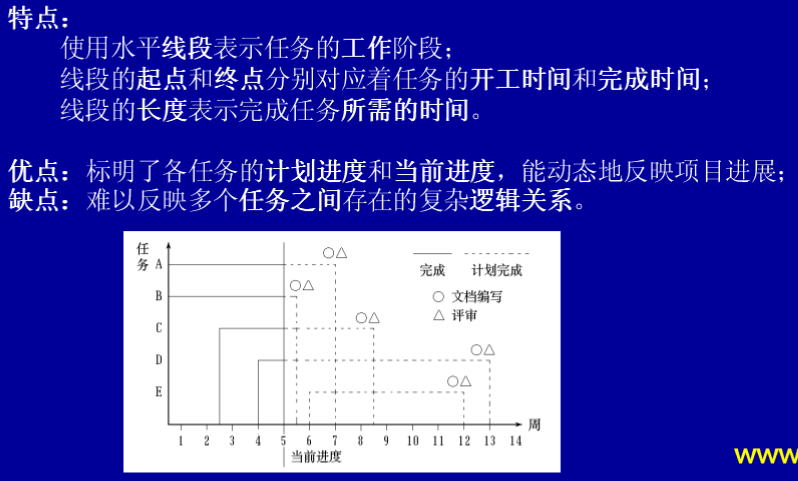 特点：
使用水平线段表示任务的工作阶段；
线段的起点和终点分别对应着任务的开工时间和完成时间；
线段的长度表示完成任务所需的时间。
优点：标明了各任务的计划进度和当前进度，能动态地反映项目进展；
缺点：难以反映多个任务之间存在的复杂逻辑关系。
任务
A
B
C
D
E
完成 计划完成
○ 文档编写
△ 评审
1 2 3 4 5 6 7 8 9 10 11 12 13 14 周
当前进度
www